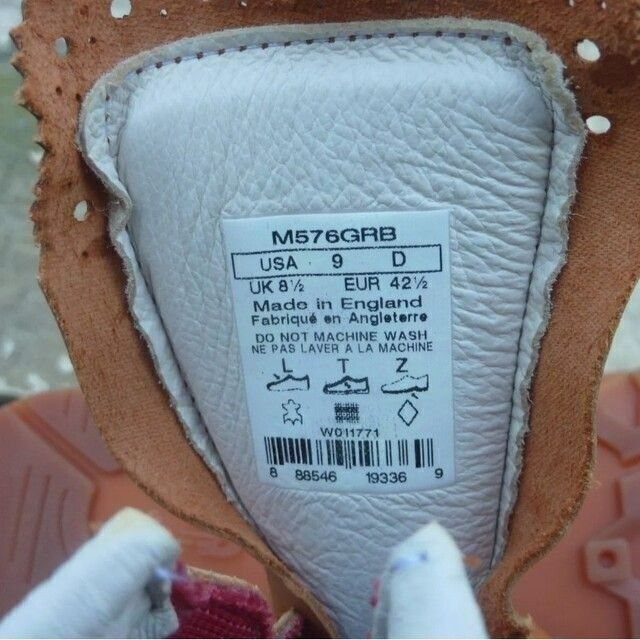 M576GRB
USA 9 D
UK 8½ EUR 42½
Made in England
Fabriqué en Angleterre
DO NOT MACHINE WASH
NE PAS LAVER A LA MACHINE
L T Z
W011771
8 88546 19336 9